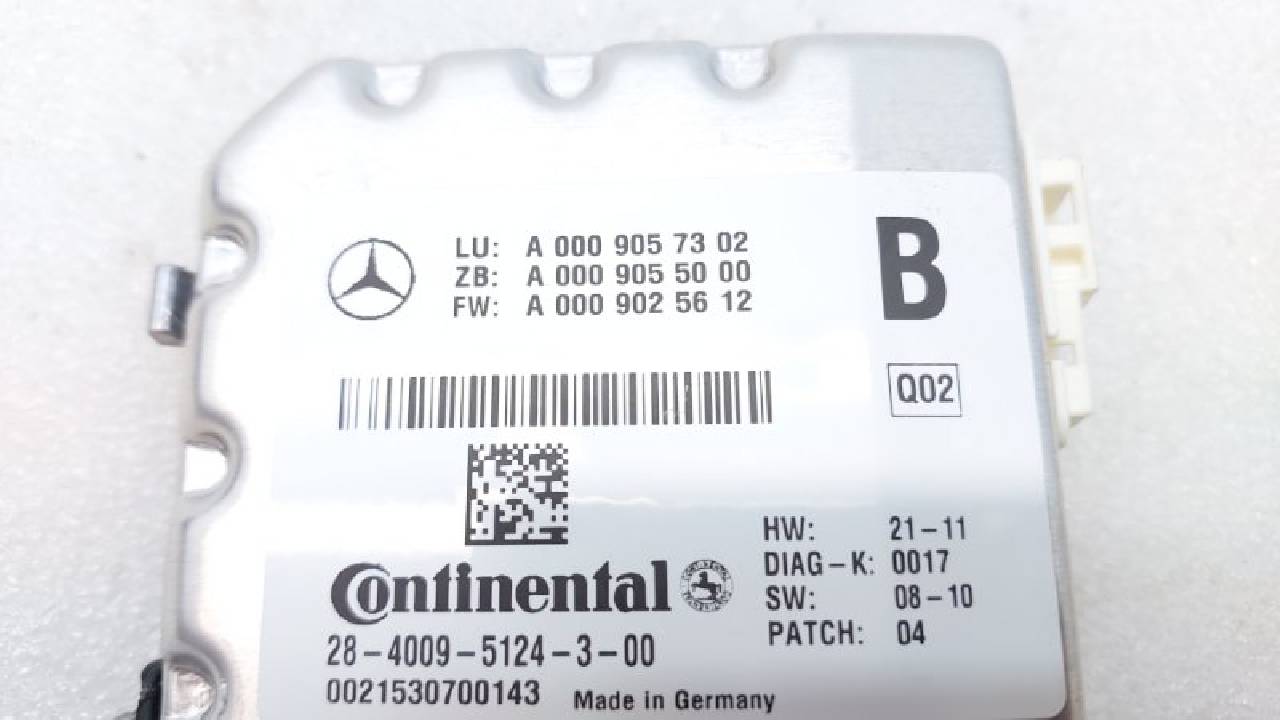 LU: A 000 905 73 02
ZB: A 000 905 50 00
FW: A 000 902 56 12
B
Q02
HW: 21-11
DIAG-K: 0017
SW: 08-10
PATCH: 04
Continental
28-4009-5124-3-00
0021530700143 Made in Germany